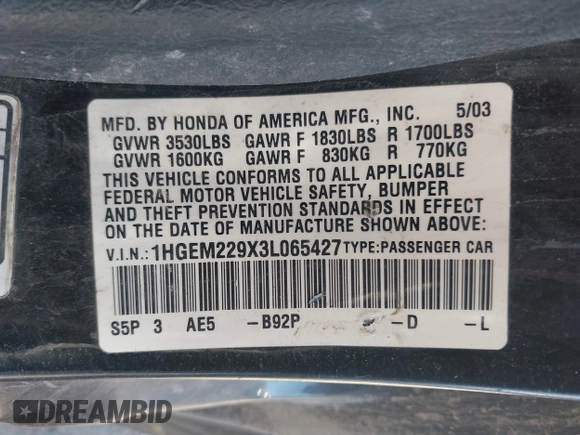 MFD. BY HONDA OF AMERICA MFG., INC. 5/03
GVWR 3530LBS GAWR F 1830LBS R 1700LBS
GVWR 1600KG GAWR F 830KG R 770KG
THIS VEHICLE CONFORMS TO ALL APPLICABLE
FEDERAL MOTOR VEHICLE SAFETY, BUMPER
AND THEFT PREVENTION STANDARDS IN EFFECT
ON THE DATE OF MANUFACTURE SHOWN ABOVE:
V.I.N.: 1HGEM229X3L065427 TYPE: PASSENGER CAR
S5P 3 AE5 -B92P -D -L
DREAMBID